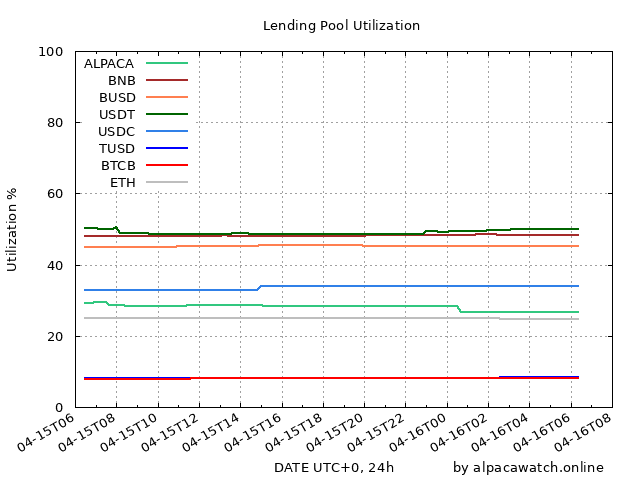 Lending Pool Utilization
Utilization %
100
80
60
40
20
0
ALPACA
BNB
BUSD
USDT
USDC
TUSD
BTCB
ETH
04-15T06
04-15T08
04-15T10
04-15T12
04-15T14
04-15T16
04-15T18
04-15T20
04-15T22
04-16T00
04-16T02
04-16T04
04-16T06
04-16T08
DATE UTC+0, 24h
by alpacawatch.online